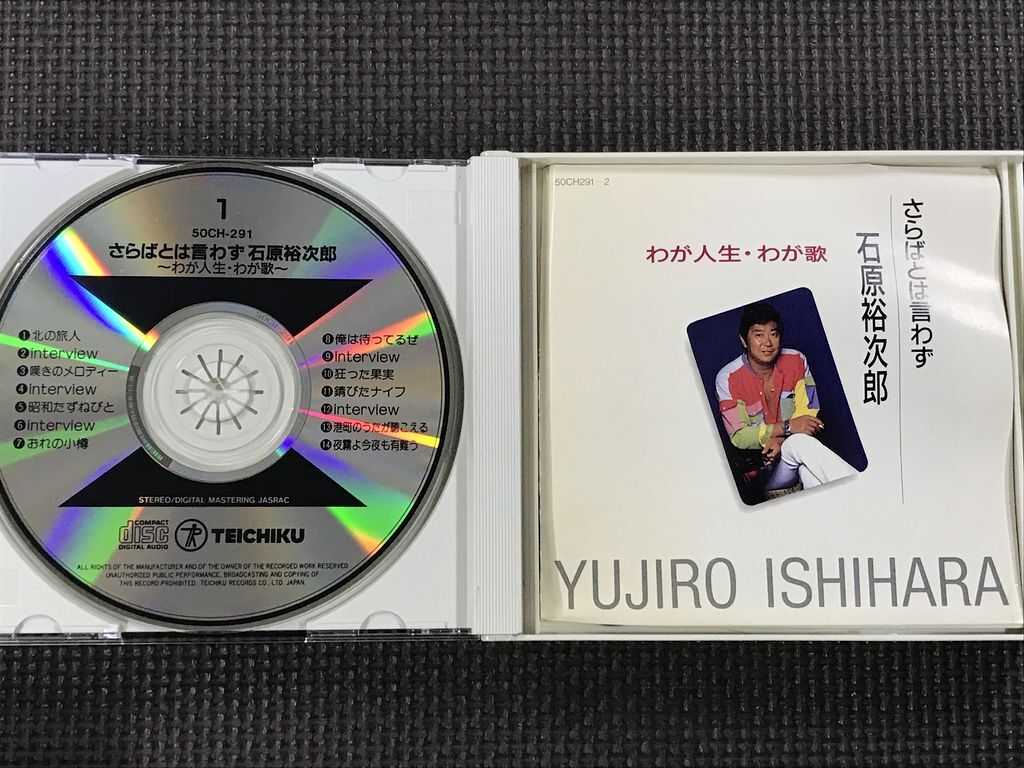 1
50CH-291
さらばとは言わず 石原裕次郎
〜わが人生・わが歌〜
50CH-291
❶北の旅人
❷interview
❸嘆きのメロディー
❹interview
❺昭和たずねびと
❻interview
❼おれの小樽
❽俺は待ってるぜ
❾interview
❿狂った果実
⓫錆びたナイフ
⓬interview
⓭港町のうたが聴こえる
⓮夜霧よ今夜も有難う
STEREO/DIGITAL MASTERING JASRAC
COMPACT
disc
DIGITAL AUDIO
TEICHIKU
ALL RIGHTS OF THE MANUFACTURER AND OF THE OWNER OF THE RECORDED WORK RESERVED
UNAUTHORIZED PUBLIC PERFORMANCE, BROADCASTING AND COPYING OF
THIS RECORD PROHIBITED. TEICHIKU RECORDS CO., LTD. JAPAN.
50CH291-2
さらばとは言わず
石原裕次郎
わが人生・わが歌
YUJIRO ISHIHARA